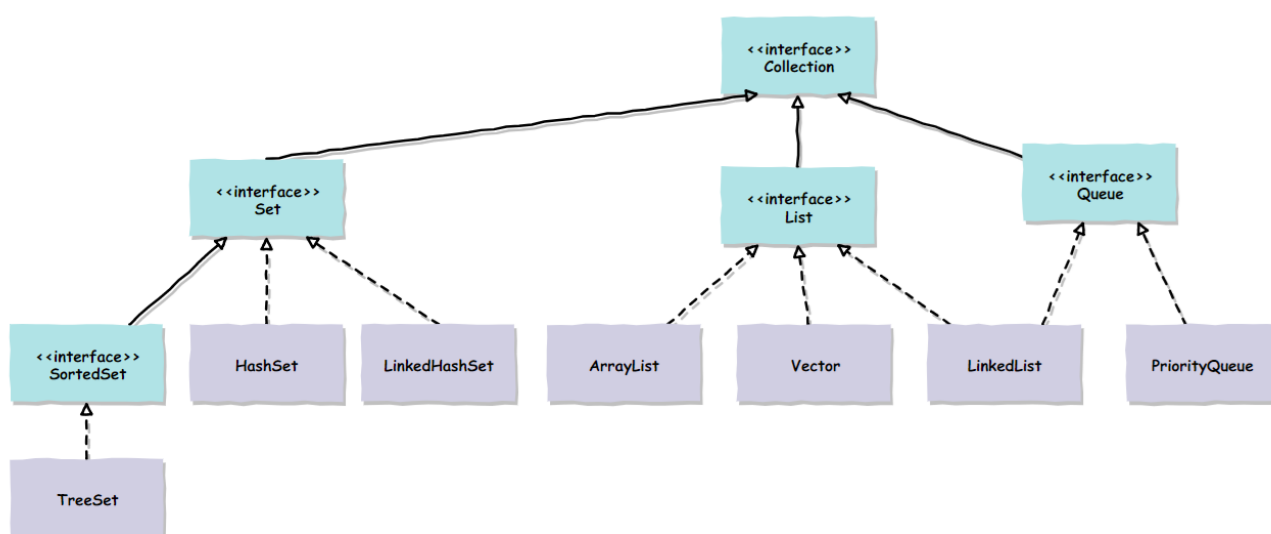 <<interface>>
Collection
<<interface>>
Set
<<interface>>
List
<<interface>>
Queue
<<interface>>
SortedSet
HashSet
LinkedHashSet
ArrayList
Vector
LinkedList
PriorityQueue
TreeSet